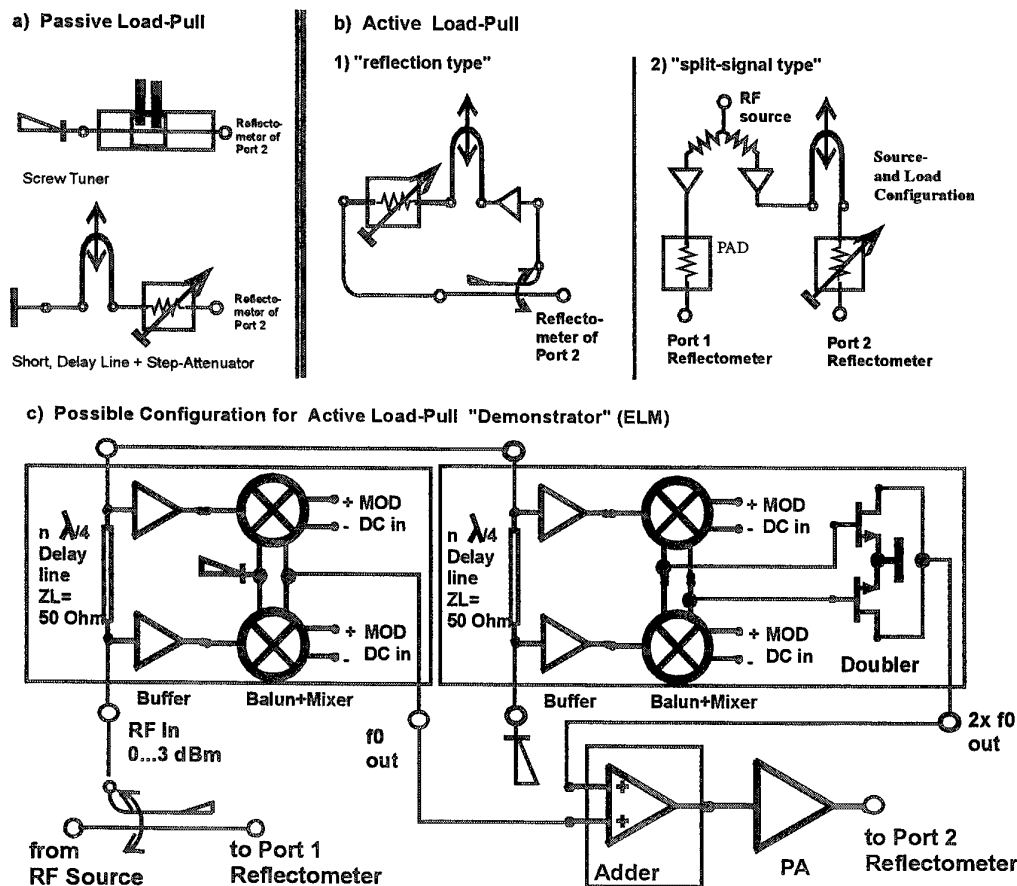 a) Passive Load-Pull
Reflecto-
meter of
Port 2
Screw Tuner
Reflecto-
meter of
Port 2
Short, Delay Line + Step-Attenuator
b) Active Load-Pull
1) "reflection type"
Reflecto-
meter of
Port 2
2) "split-signal type"
RF
source
Source-
and Load
Configuration
PAD
Port 1
Reflectometer
Port 2
Reflectometer
c) Possible Configuration for Active Load-Pull "Demonstrator" (ELM)
n λ/4
Delay
line
ZL=
50 Ohm
+ MOD
- DC in
+ MOD
- DC in
Buffer
Balun+Mixer
n λ/4
Delay
line
ZL=
50 Ohm
+ MOD
- DC in
+ MOD
- DC in
Doubler
Buffer
Balun+Mixer
RF In
0...3 dBm
f0
out
2x f0
out
+
+
Adder
PA
from
RF Source
to Port 1
Reflectometer
to Port 2
Reflectometer